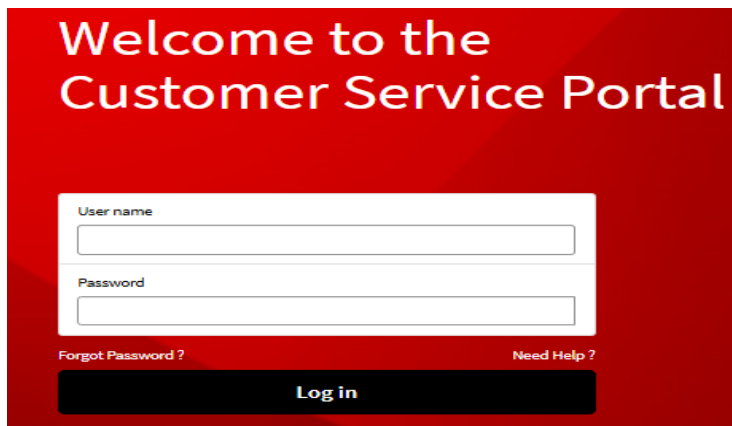 Welcome to the
Customer Service Portal
User name
Password
Forgot Password ?
Need Help ?
Log in